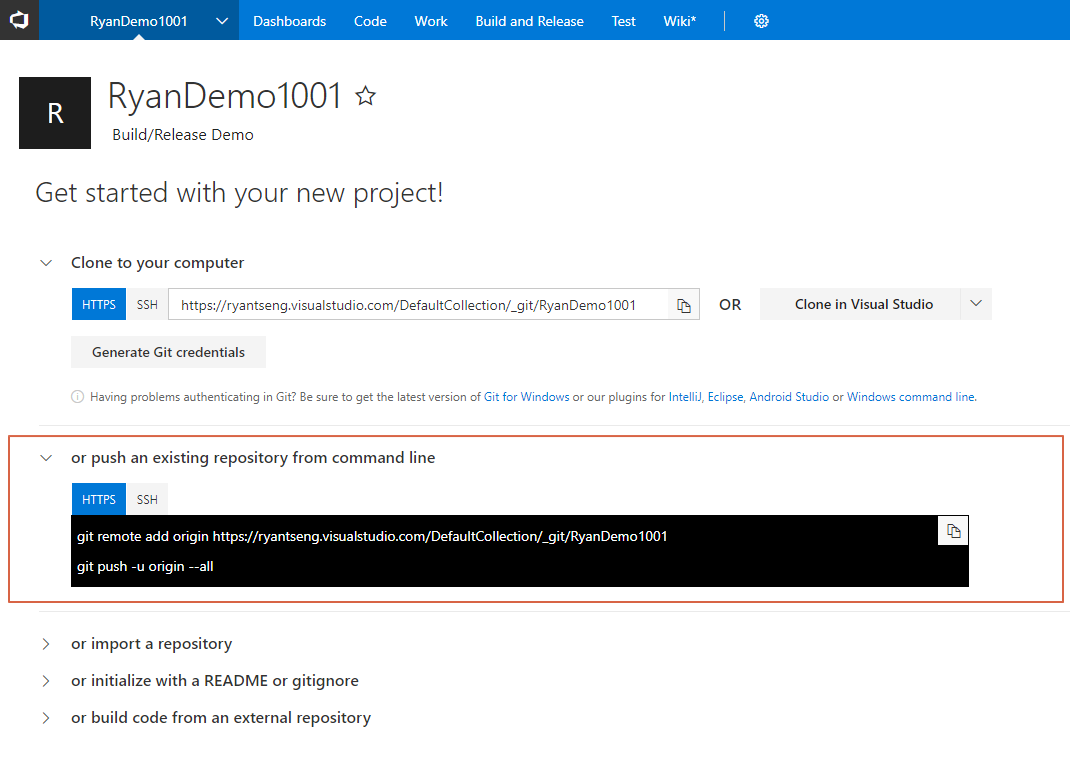 RyanDemo1001 Dashboards Code Work Build and Release Test Wiki*
R
RyanDemo1001
Build/Release Demo
Get started with your new project!
Clone to your computer
HTTPS SSH https://ryantseng.visualstudio.com/DefaultCollection/_git/RyanDemo1001 OR Clone in Visual Studio
Generate Git credentials
Having problems authenticating in Git? Be sure to get the latest version of Git for Windows or our plugins for IntelliJ, Eclipse, Android Studio or Windows command line.
or push an existing repository from command line
HTTPS SSH
git remote add origin https://ryantseng.visualstudio.com/DefaultCollection/_git/RyanDemo1001
git push -u origin --all
or import a repository
or initialize with a README or gitignore
or build code from an external repository